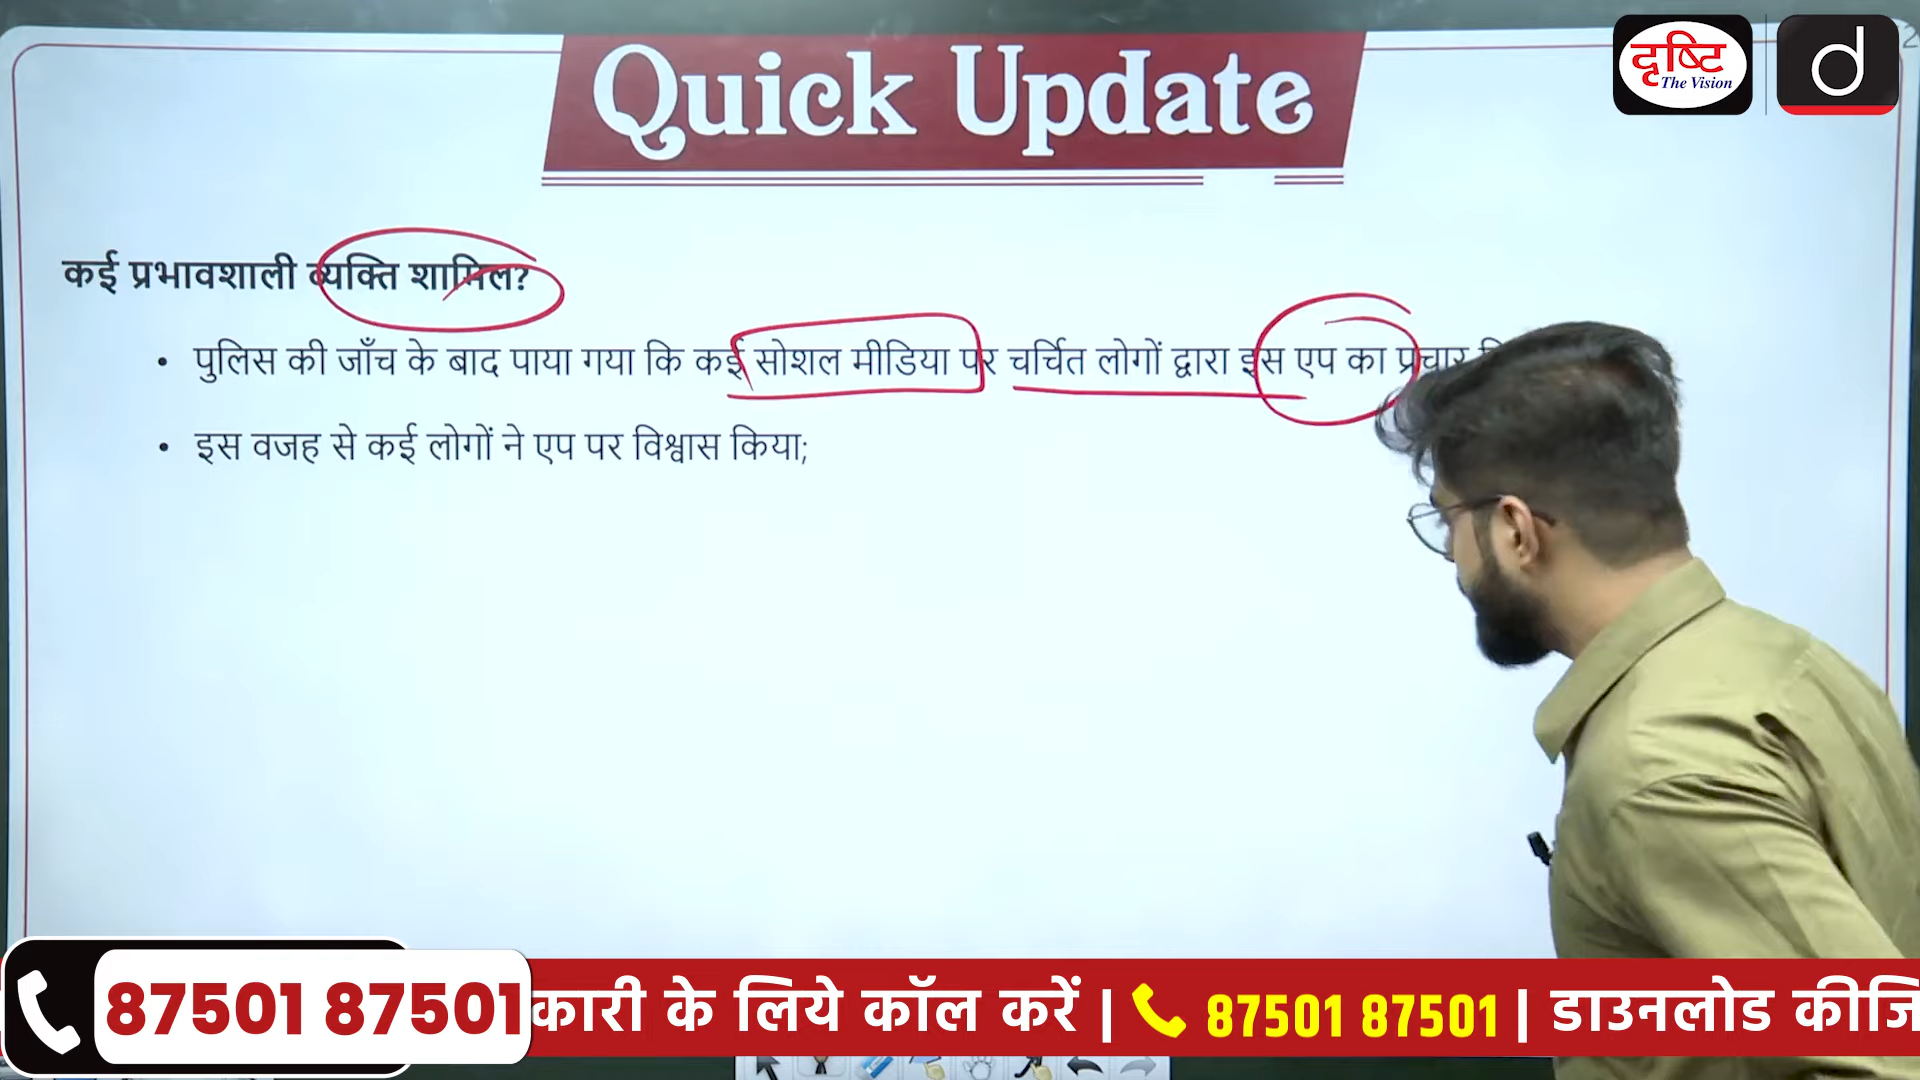 Quick Update
दृष्टि
The Vision
d
2
कई प्रभावशाली व्यक्ति शामिल?
• पुलिस की जाँच के बाद पाया गया कि कई सोशल मीडिया पर चर्चित लोगों द्वारा इस एप का प्रचार
• इस वजह से कई लोगों ने एप पर विश्वास किया;
87501 87501
कारी के लिये कॉल करें | 87501 87501 | डाउनलोड कीजि